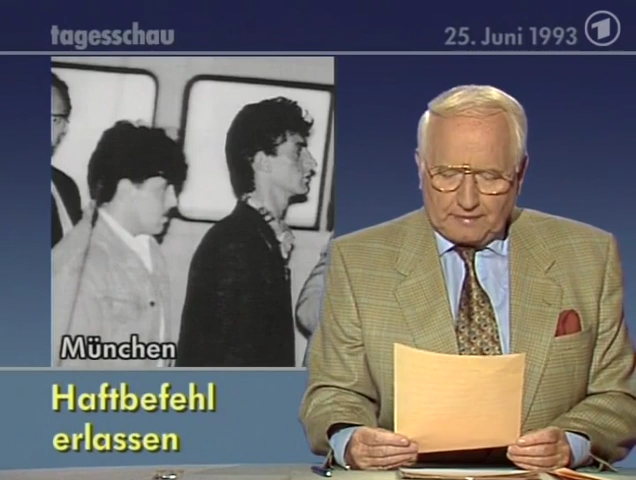 tagesschau
25. Juni 1993
München
Haftbefehl
erlassen